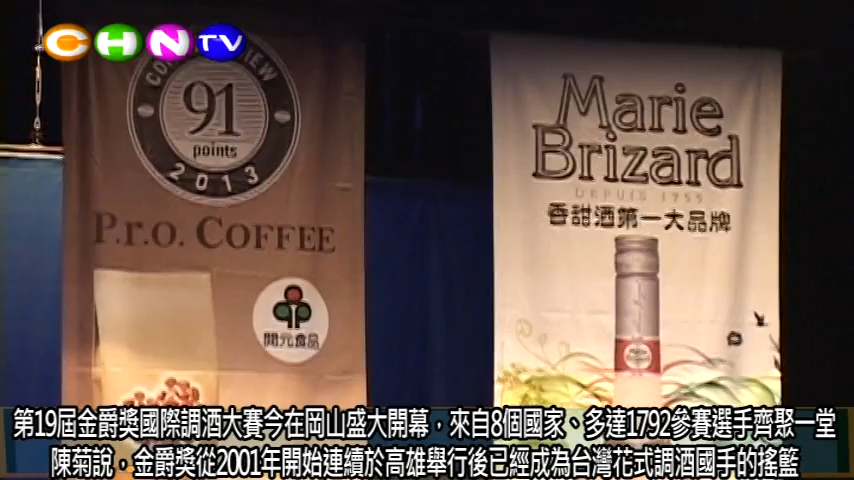 CHNTV
COFFEE REVIEW
91
points
2013
P.r.O. COFFEE
開元食品
Marie
Brizard
DEPUIS 1755
香甜酒第一大品牌
Marie
Brizard
第19屆金爵獎國際調酒大賽今在岡山盛大開幕，來自8個國家、多達1792參賽選手齊聚一堂
陳菊說，金爵獎從2001年開始連續於高雄舉行後已經成為台灣花式調酒國手的搖籃